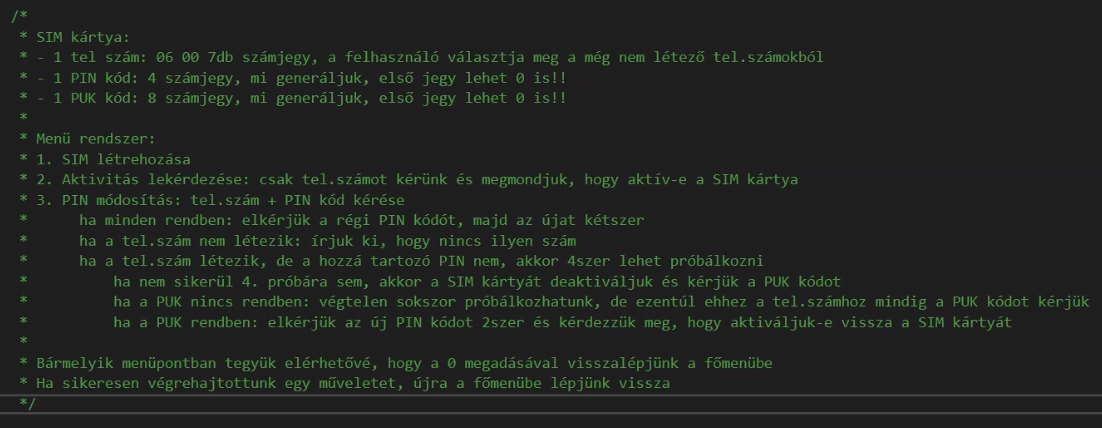 /*
* SIM kártya:
* - 1 tel szám: 06 00 7db számjegy, a felhasználó választja meg a még nem létező tel.számokból
* - 1 PIN kód: 4 számjegy, mi generáljuk, első jegy lehet 0 is!!
* - 1 PUK kód: 8 számjegy, mi generáljuk, első jegy lehet 0 is!!
*
* Menü rendszer:
* 1. SIM létrehozása
* 2. Aktivitás lekérdezése: csak tel.számot kérünk és megmondjuk, hogy aktív-e a SIM kártya
* 3. PIN módosítás: tel.szám + PIN kód kérése
* ha minden rendben: elkérjük a régi PIN kódót, majd az újat kétszer
* ha a tel.szám nem létezik: írjuk ki, hogy nincs ilyen szám
* ha a tel.szám létezik, de a hozzá tartozó PIN nem, akkor 4szer lehet próbálkozni
* ha nem sikerül 4. próbára sem, akkor a SIM kártyát deaktiváljuk és kérjük a PUK kódot
* ha a PUK nincs rendben: végtelen sokszor próbálkozhatunk, de ezentúl ehhez a tel.számhoz mindig a PUK kódot kérjük
* ha a PUK rendben: elkérjük az új PIN kódot 2szer és kérdezzük meg, hogy aktiváljuk-e vissza a SIM kártyát
*
* Bármelyik menüpontban tegyük elérhetővé, hogy a 0 megadásával visszalépjünk a főmenübe
* Ha sikeresen végrehajtottunk egy műveletet, újra a főmenübe lépjünk vissza
*/